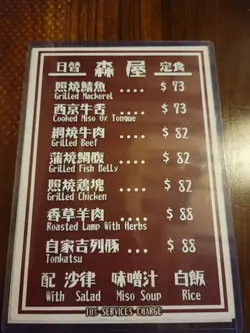 日替 森屋 定食
照燒鯖魚 .... $ 73
Grilled Mackerel
西京牛舌 .... $ 73
Cooked Miso Ox Tongue
網燒牛肉 .... $ 82
Grilled Beef
蒲燒鯛腹 .... $ 82
Grilled Fish Belly
照燒鷄塊 .... $ 82
Grilled Chicken
香草羊肉 .... $ 88
Roasted Lamp With Herbs
自家吉列豚 .. $ 88
Tonkatsu
配 沙律 味噌汁 白飯
With Salad Miso Soup Rice
10% SERVICES CHARGE